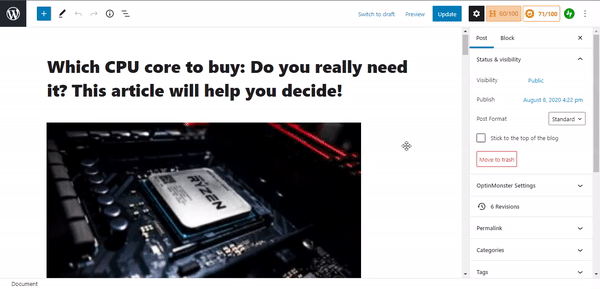 Switch to draft Preview Update 60/100 71/100
Which CPU core to buy: Do you really need
it? This article will help you decide!
RYZEN
Post Block
Status & visibility
Visibility Public
Publish August 6, 2020 4:22 pm
Post Format Standard
Stick to the top of the blog
Move to trash
OptinMonster Settings
6 Revisions
Permalink
Categories
Tags
Document